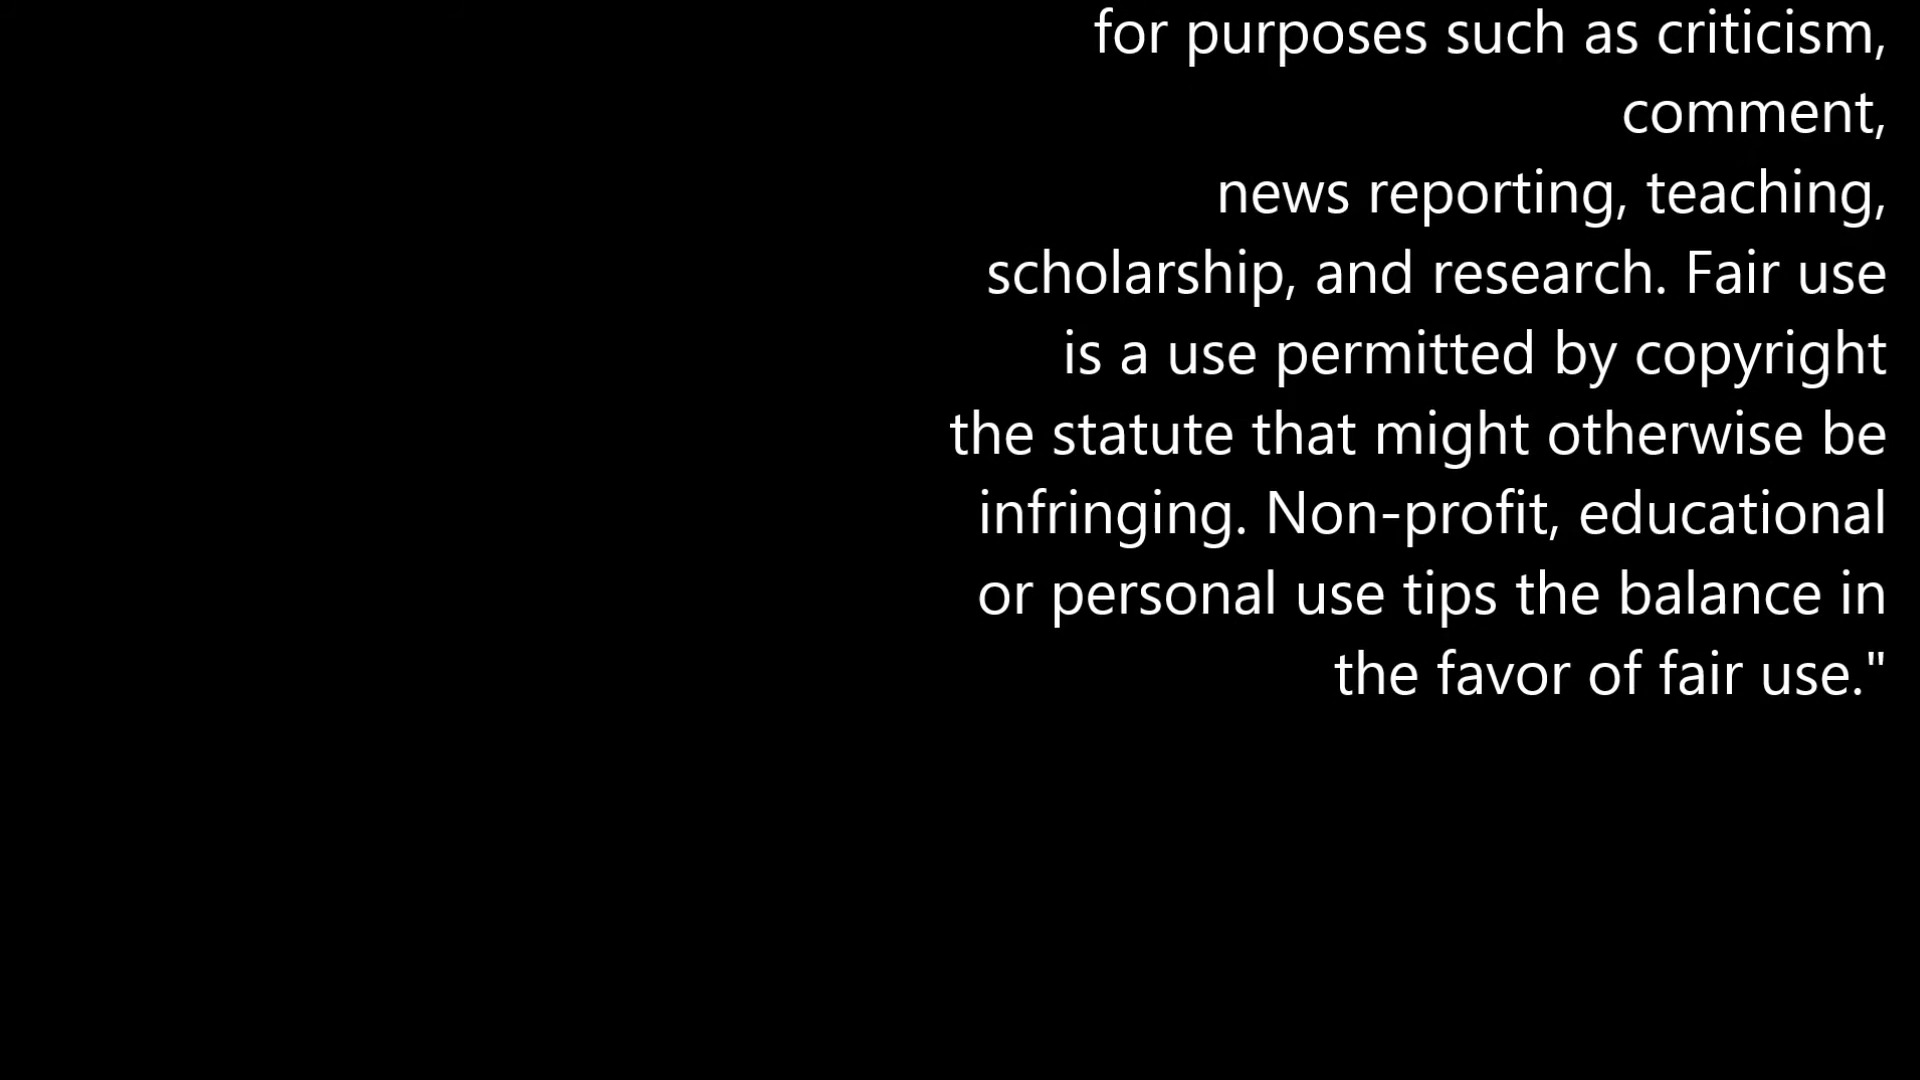 for purposes such as criticism,
comment,
news reporting, teaching,
scholarship, and research. Fair use
is a use permitted by copyright
the statute that might otherwise be
infringing. Non-profit, educational
or personal use tips the balance in
the favor of fair use."